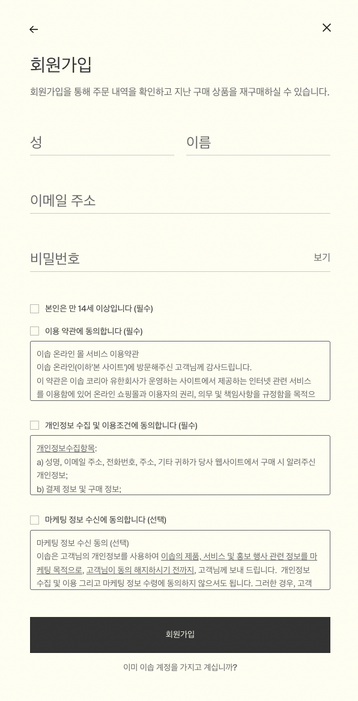 회원가입
회원가입을 통해 주문 내역을 확인하고 지난 구매 상품을 재구매하실 수 있습니다.
성
이름
이메일 주소
비밀번호
보기
본인은 만 14세 이상입니다 (필수)
이용 약관에 동의합니다 (필수)
이솝 온라인 몰 서비스 이용약관
이솝 온라인(이하'본 사이트')에 방문해주신 고객님께 감사드립니다.
이 약관은 이솝 코리아 유한회사가 운영하는 사이트에서 제공하는 인터넷 관련 서비스
를 이용함에 있어 온라인 쇼핑몰과 이용자의 권리, 의무 및 책임사항을 규정함을 목적으
개인정보 수집 및 이용조건에 동의합니다 (필수)
개인정보수집항목:
a) 성명, 이메일 주소, 전화번호, 주소, 기타 귀하가 당사 웹사이트에서 구매 시 알려주신
개인정보;
b) 결제 정보 및 구매 정보;
마케팅 정보 수신에 동의합니다 (선택)
마케팅 정보 수신 동의 (선택)
이솝은 고객님의 개인정보를 사용하여 이솝의 제품, 서비스 및 홍보 행사 관련 정보를 마
케팅 목적으로, 고객님이 동의 해지하시기 전까지, 고객님께 보내 드립니다. 개인정보
수집 및 이용 그리고 마케팅 정보 수령에 동의하지 않으셔도 됩니다. 그러한 경우, 고객
회원가입
이미 이솝 계정을 가지고 계십니까?